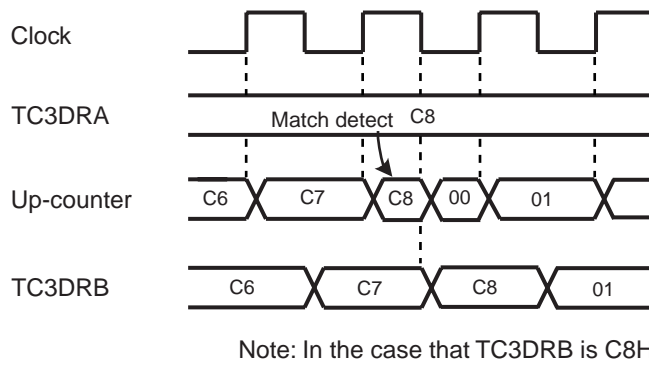 Clock
TC3DRA
Match detect C8
Up-counter
C6 C7 C8 00 01
TC3DRB
C6 C7 C8 01
Note: In the case that TC3DRB is C8H